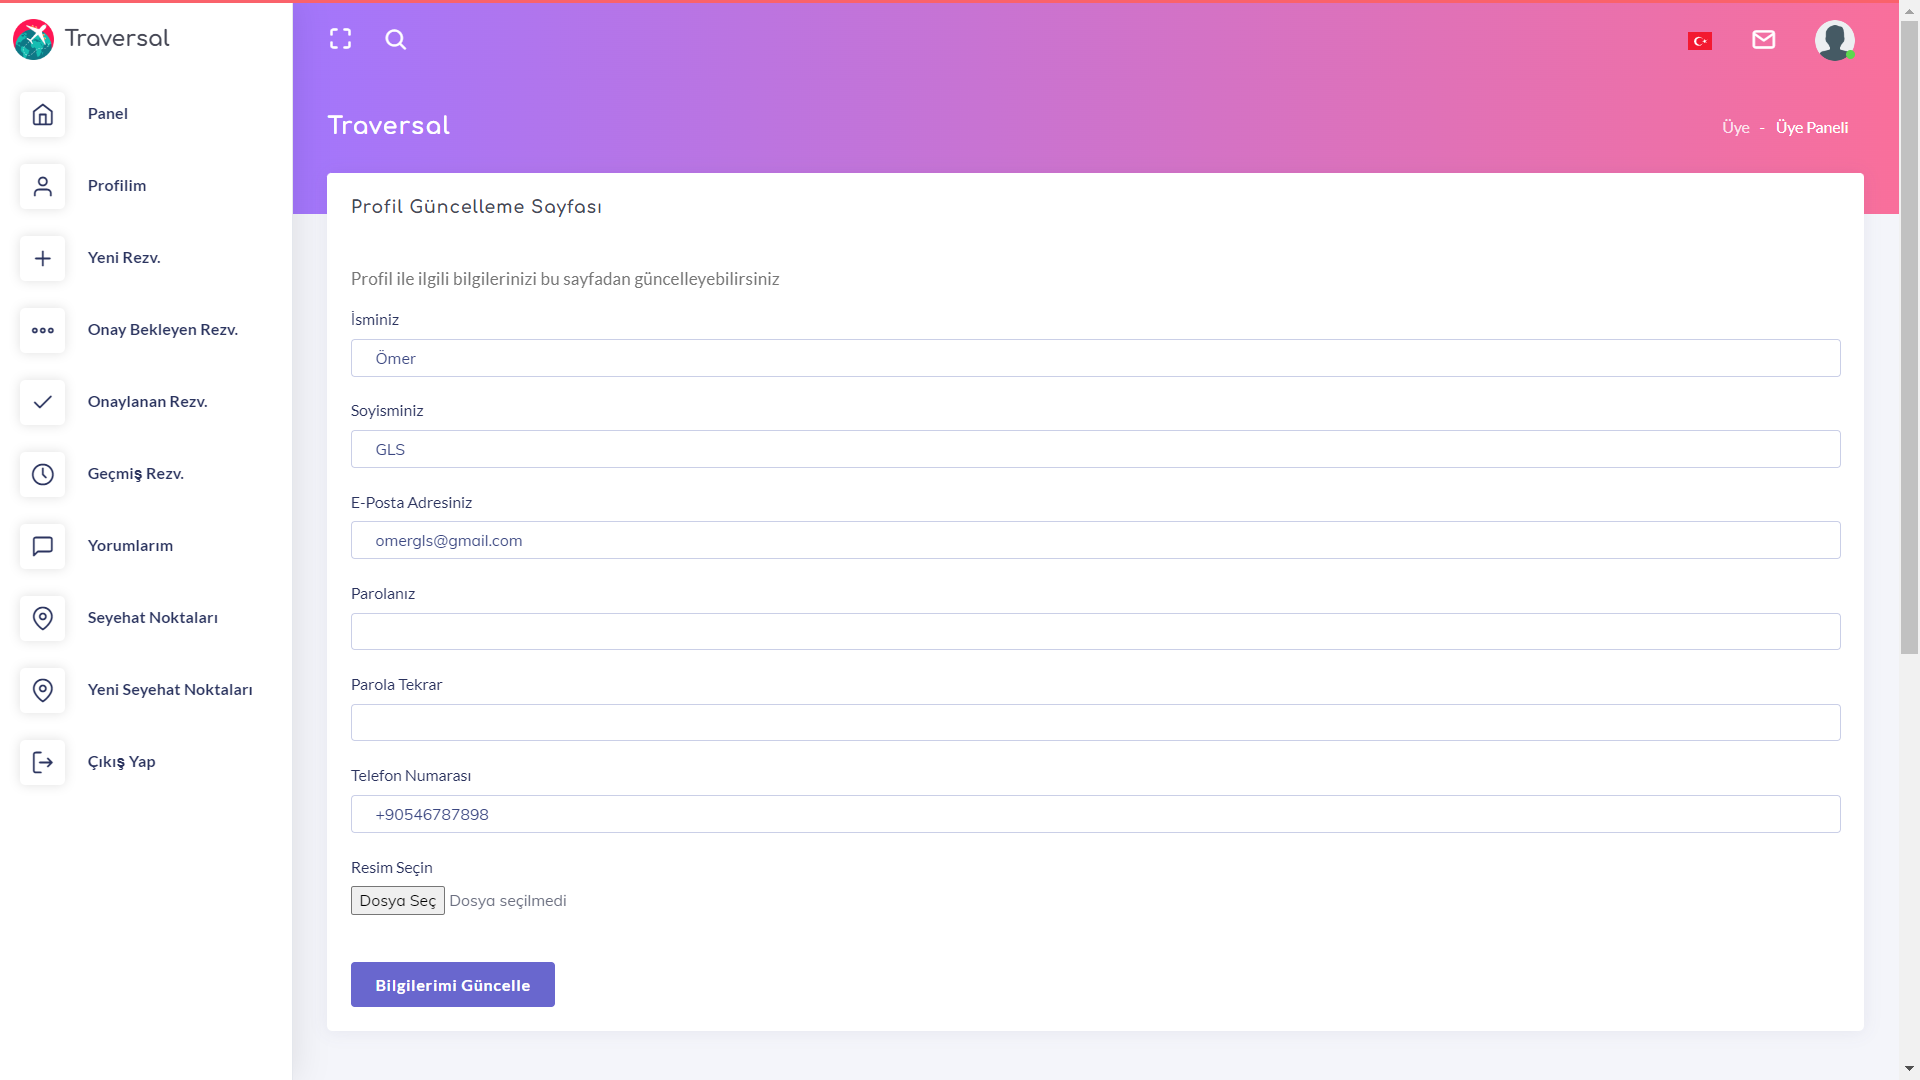 Traversal
Panel
Profilim
Yeni Rezv.
Onay Bekleyen Rezv.
Onaylanan Rezv.
Geçmiş Rezv.
Yorumlarım
Seyehat Noktaları
Yeni Seyehat Noktaları
Çıkış Yap
Traversal
Üye - Üye Paneli
Profil Güncelleme Sayfası
Profil ile ilgili bilgilerinizi bu sayfadan güncelleyebilirsiniz
İsminiz
Ömer
Soyisminiz
GLS
E-Posta Adresiniz
omergls@gmail.com
Parolanız
Parola Tekrar
Telefon Numarası
+90546787898
Resim Seçin
Dosya Seç Dosya seçilmedi
Bilgilerimi Güncelle